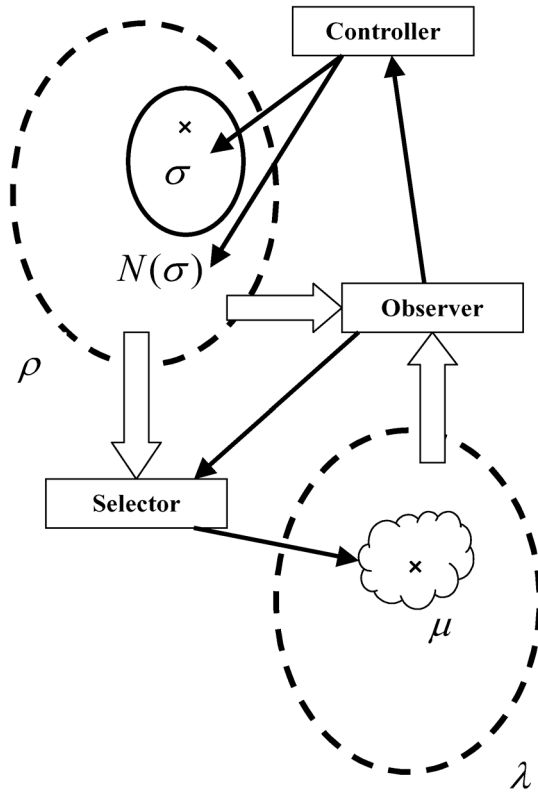 Controller
×
σ
N(σ)
Observer
ρ
Selector
×
μ
λ